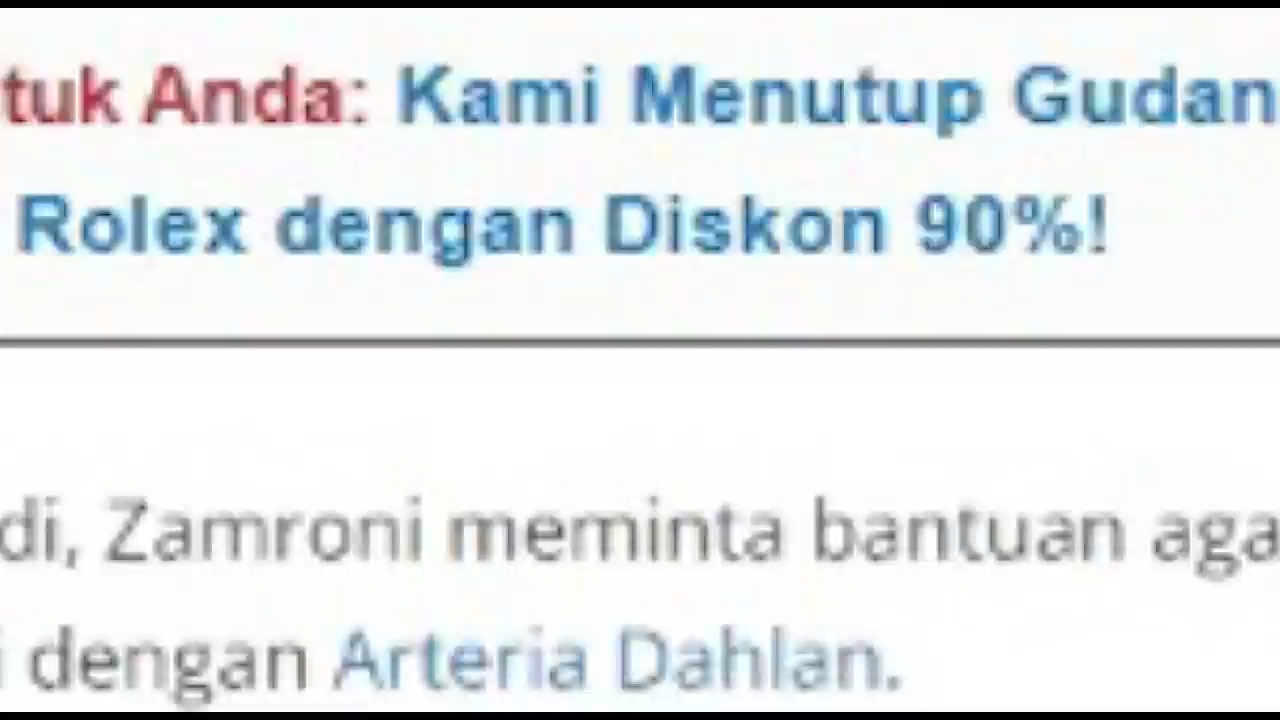 tuk Anda: Kami Menutup Gudan
Rolex dengan Diskon 90%!
di, Zamroni meminta bantuan aga
i dengan Arteria Dahlan.